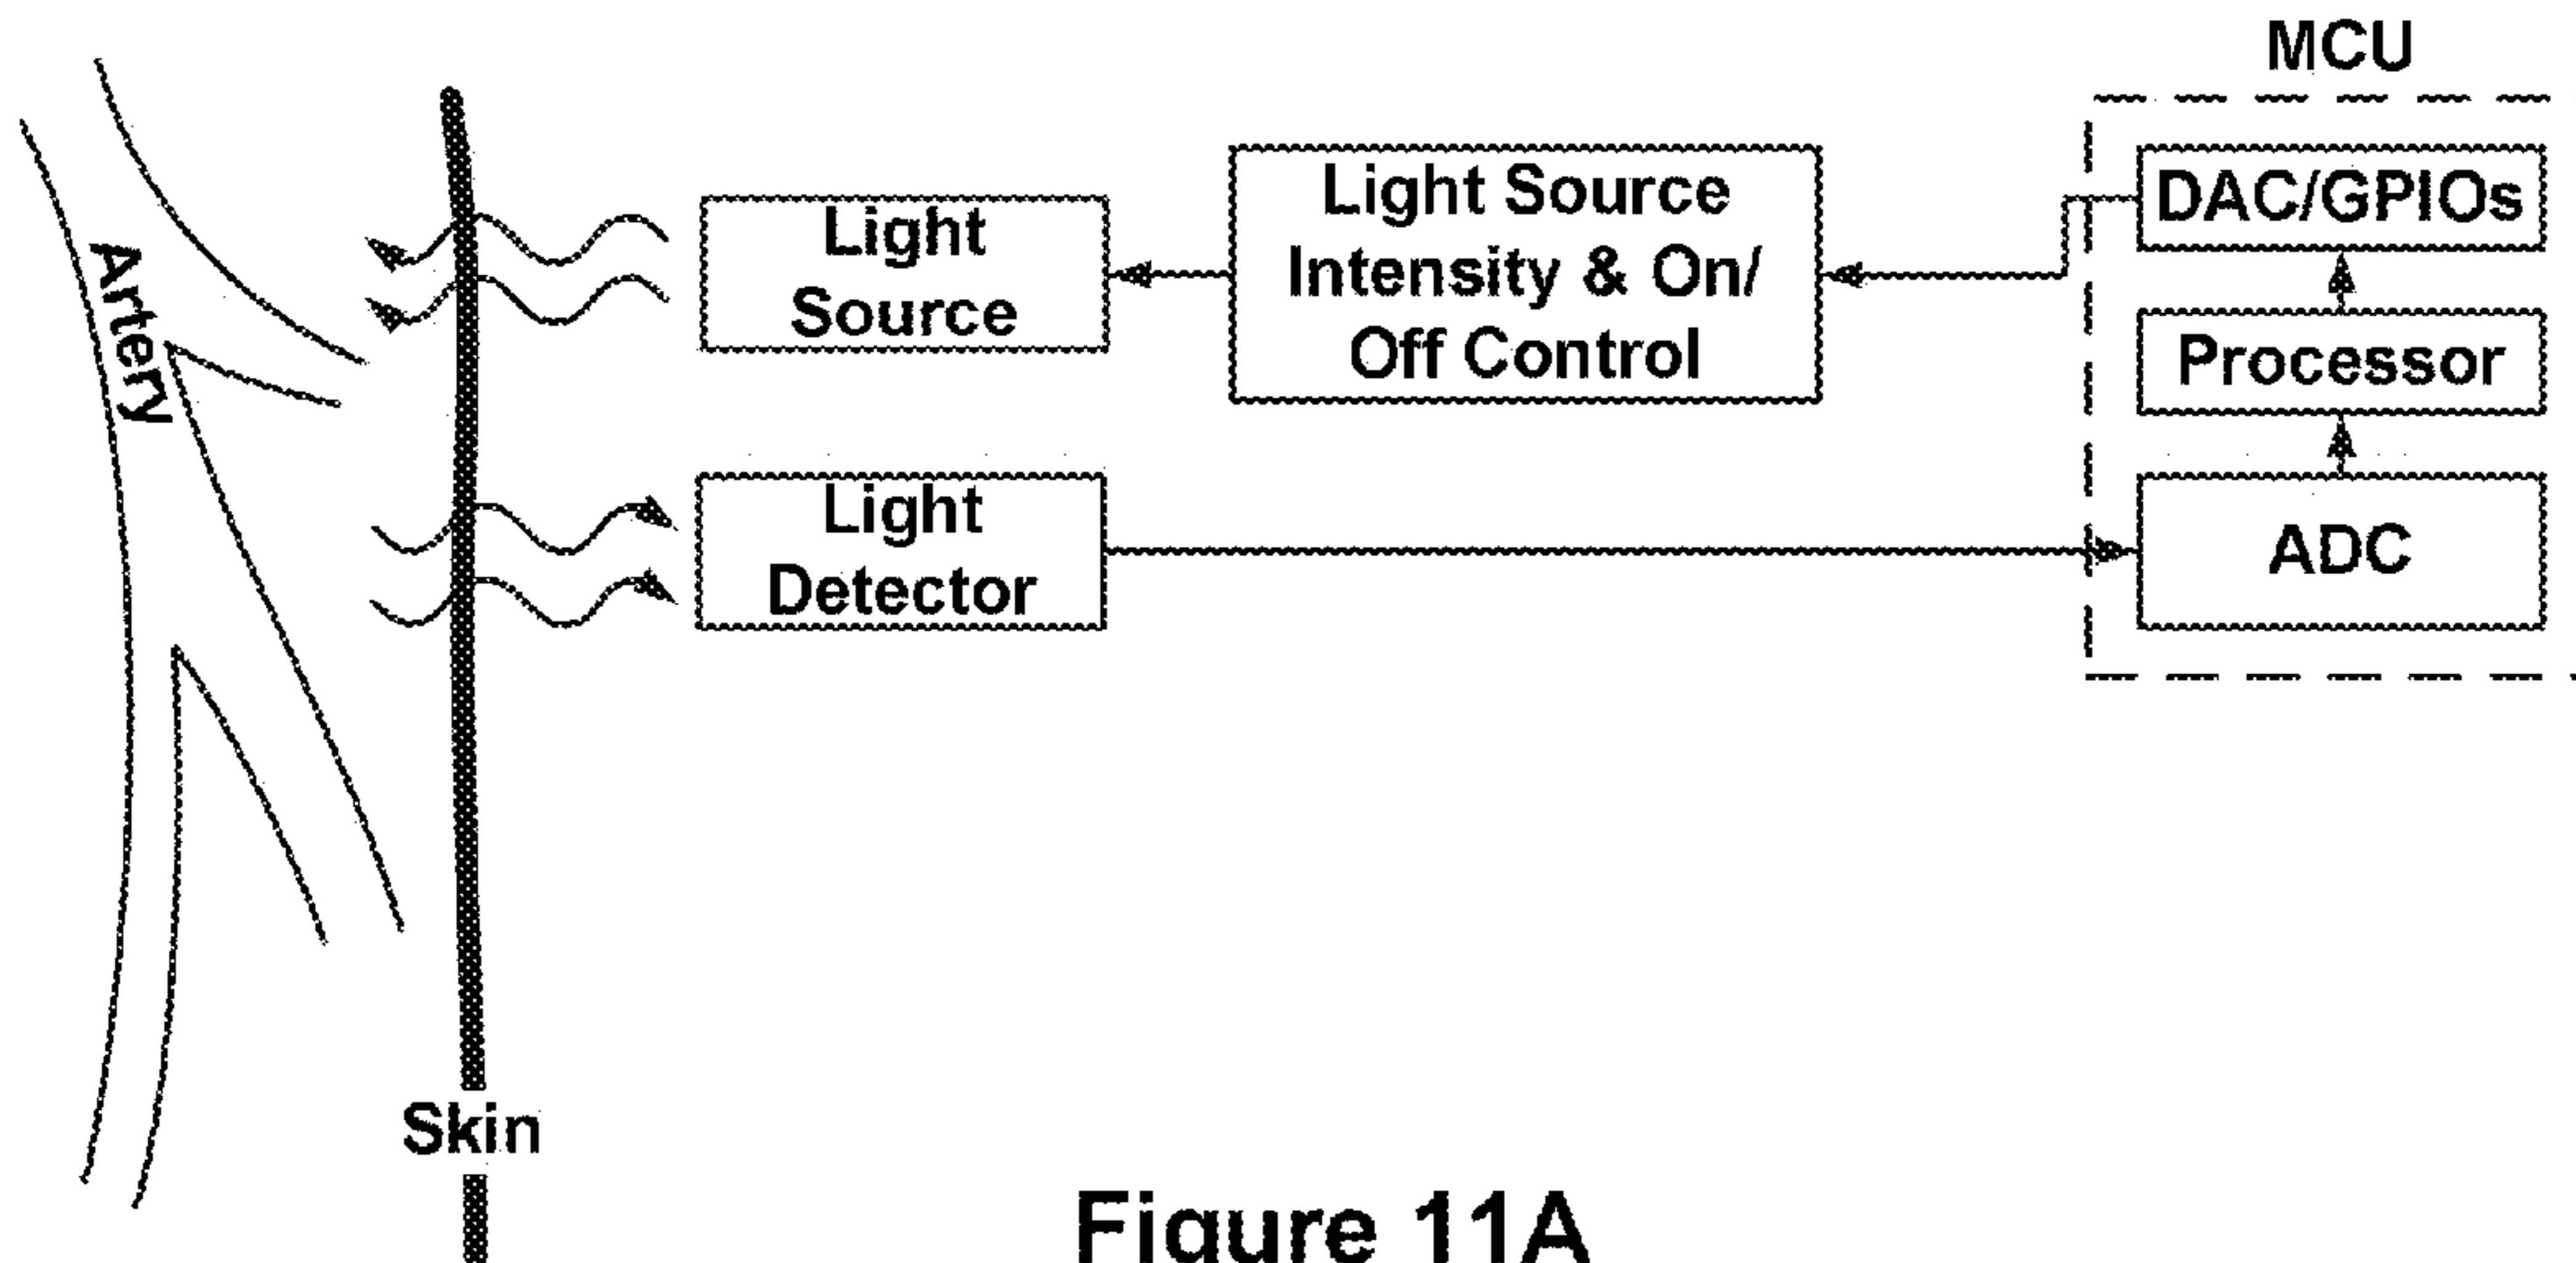 MCU
Light Source
Intensity & On/
Off Control
DAC/GPIOs
Light
Source
Artery
Processor
Light
Detector
ADC
Skin
Figure 11A